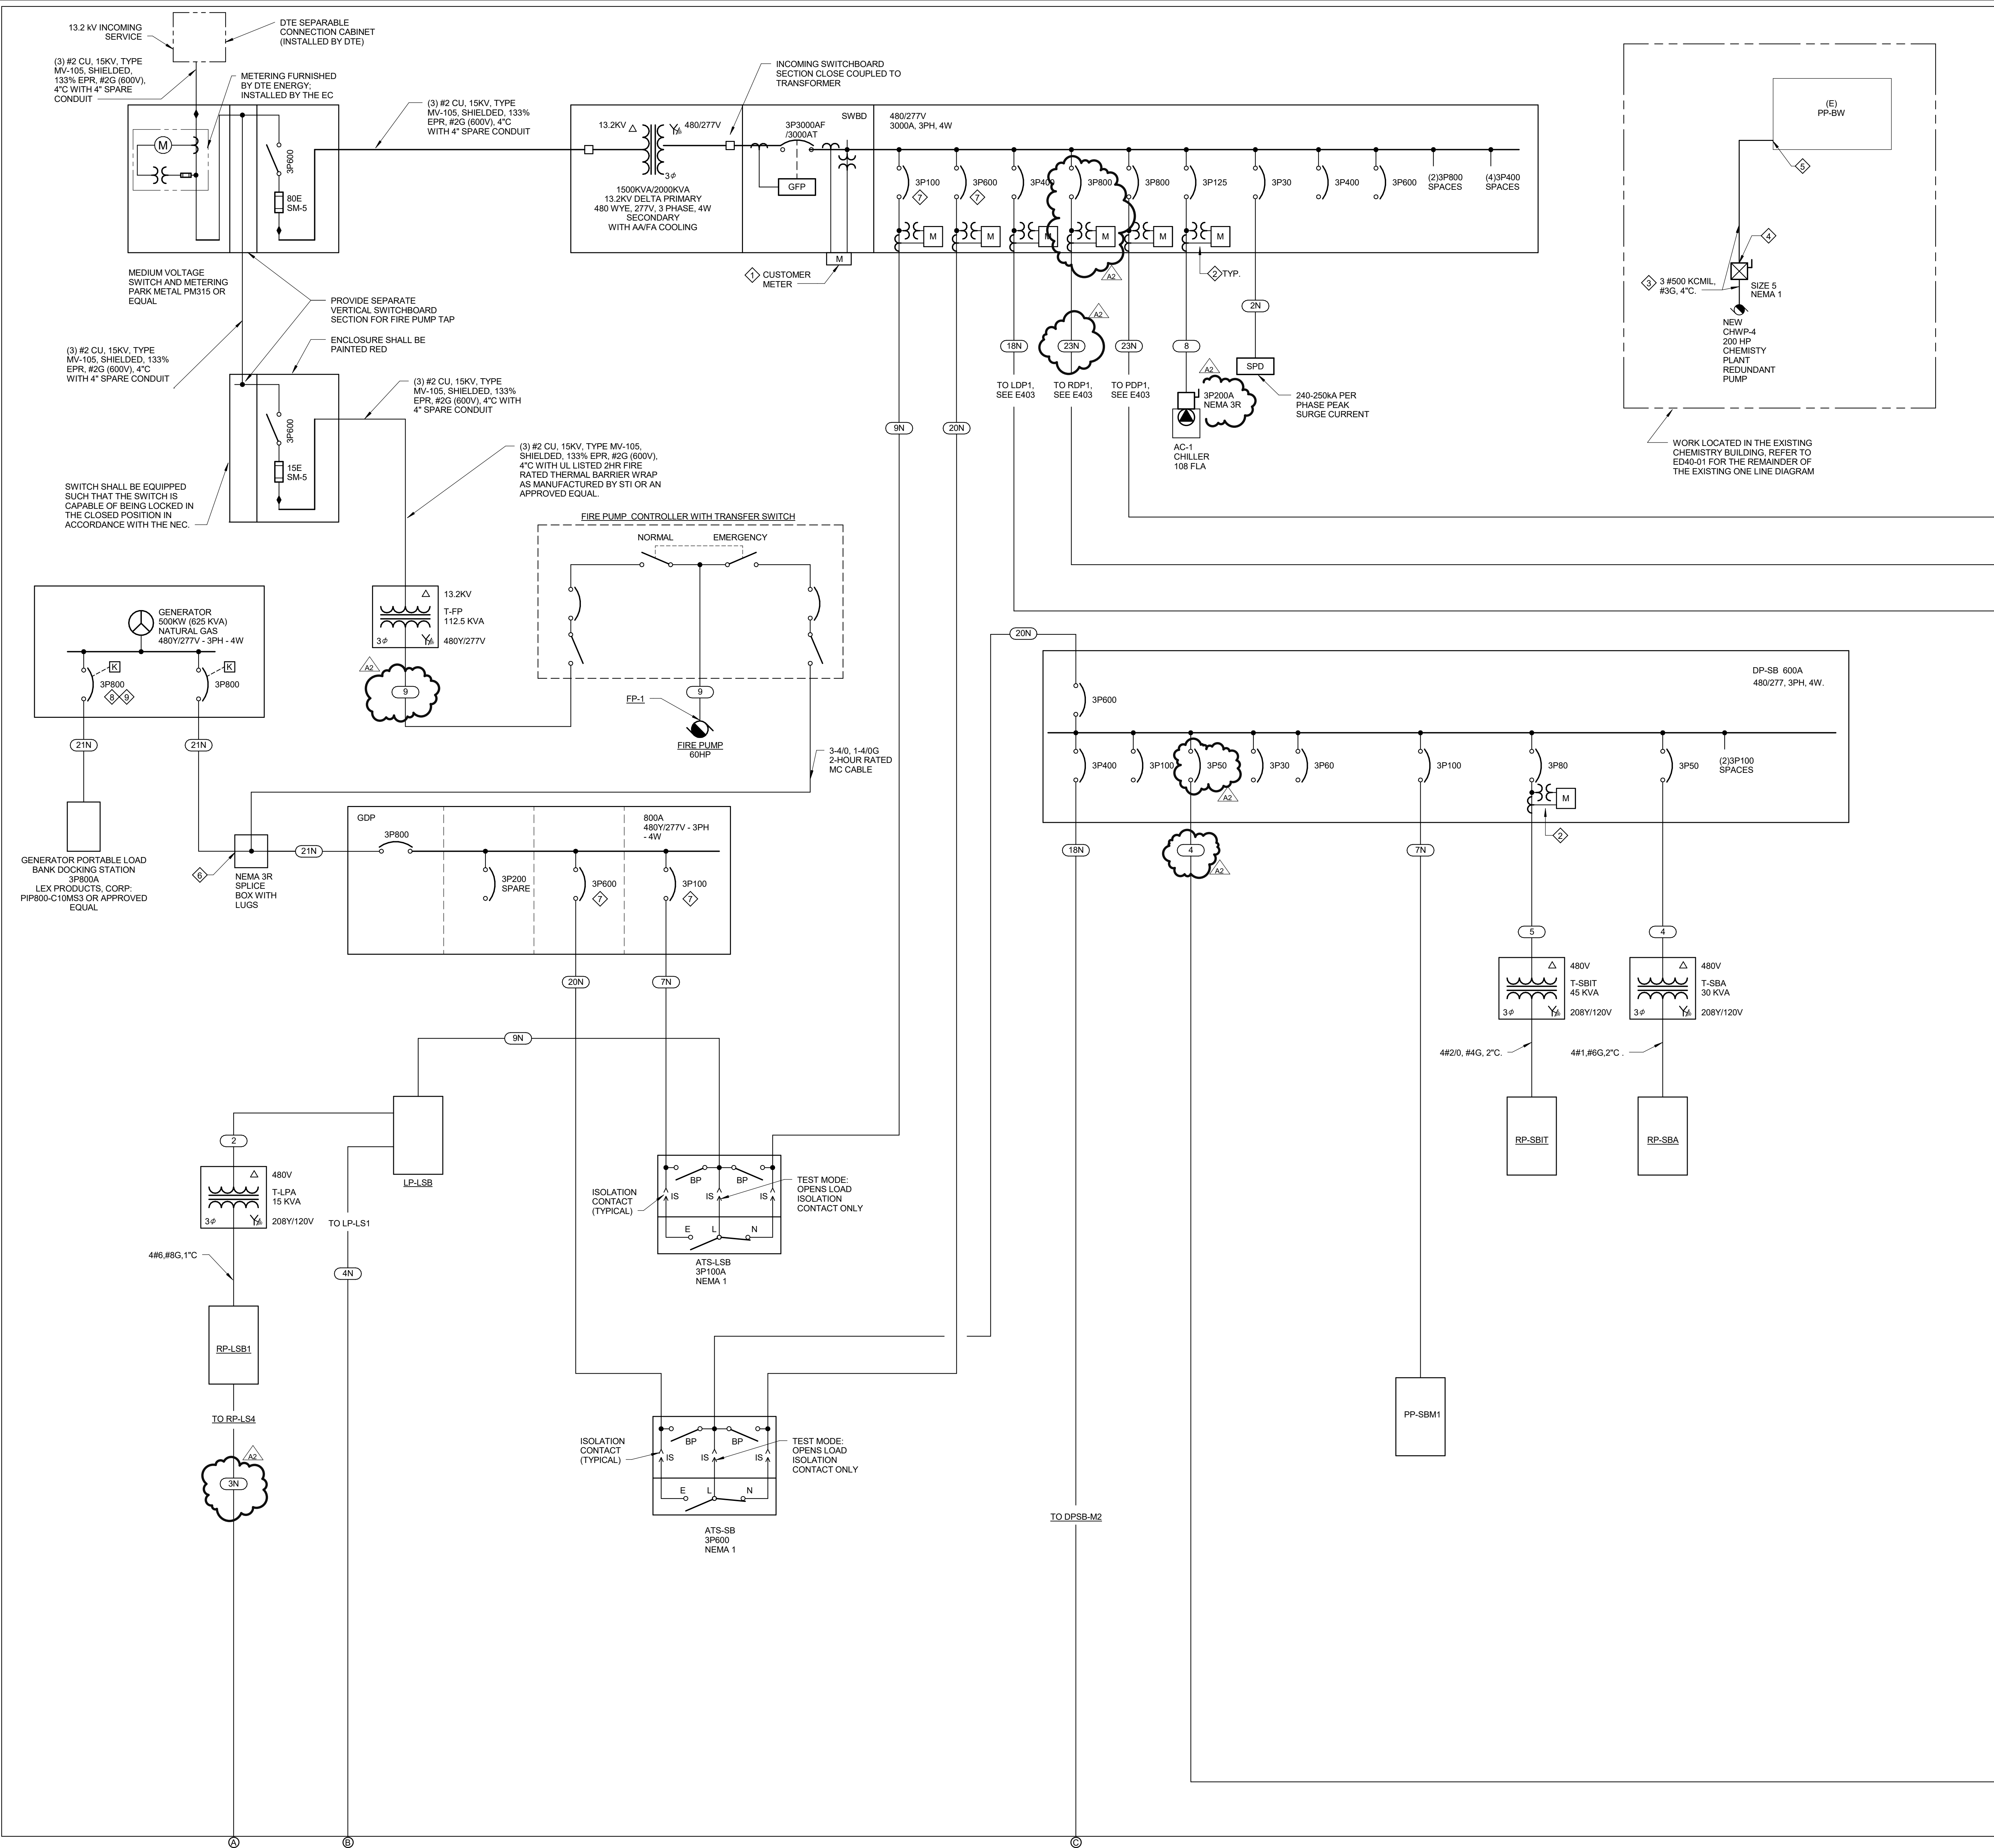 13.2 kV INCOMING
SERVICE
DTE SEPARABLE
CONNECTION CABINET
(INSTALLED BY DTE)
(3) #2 CU, 15KV, TYPE
MV-105, SHIELDED,
133% EPR, #2G (600V),
4"C WITH 4" SPARE
CONDUIT
METERING FURNISHED
BY DTE ENERGY;
INSTALLED BY THE EC
M
3P600
80E
SM-5
(3) #2 CU, 15KV, TYPE
MV-105, SHIELDED, 133%
EPR, #2G (600V), 4"C
WITH 4" SPARE CONDUIT
MEDIUM VOLTAGE
SWITCH AND METERING
PARK METAL PM315 OR
EQUAL
PROVIDE SEPARATE
VERTICAL SWITCHBOARD
SECTION FOR FIRE PUMP TAP
ENCLOSURE SHALL BE
PAINTED RED
(3) #2 CU, 15KV, TYPE
MV-105, SHIELDED, 133%
EPR, #2G (600V), 4"C
WITH 4" SPARE CONDUIT
3P600
15E
SM-5
(3) #2 CU, 15KV, TYPE
MV-105, SHIELDED, 133%
EPR, #2G (600V), 4"C WITH
4" SPARE CONDUIT
SWITCH SHALL BE EQUIPPED
SUCH THAT THE SWITCH IS
CAPABLE OF BEING LOCKED IN
THE CLOSED POSITION IN
ACCORDANCE WITH THE NEC.
(3) #2 CU, 15KV, TYPE MV-105,
SHIELDED, 133% EPR, #2G (600V),
4"C WITH UL LISTED 2HR FIRE
RATED THERMAL BARRIER WRAP
AS MANUFACTURED BY STI OR AN
APPROVED EQUAL.
INCOMING SWITCHBOARD
SECTION CLOSE COUPLED TO
TRANSFORMER
13.2KV
480/277V
3φ
1500KVA/2000KVA
13.2KV DELTA PRIMARY
480 WYE, 277V, 3 PHASE, 4W
SECONDARY
WITH AA/FA COOLING
3P3000AF
/3000AT
SWBD
GFP
M
1
CUSTOMER
METER
480/277V
3000A, 3PH, 4W
3P100
7
3P600
7
3P400
3P800
3P800
3P125
3P30
3P400
3P600
(2)3P800
SPACES
(4)3P400
SPACES
M
M
M
M
M
M
A2
2
TYP.
A2
18N
23N
23N
8
2N
SPD
TO LDP1,
SEE E403
TO RDP1,
SEE E403
TO PDP1,
SEE E403
A2
3P200A
NEMA 3R
AC-1
CHILLER
108 FLA
240-250kA PER
PHASE PEAK
SURGE CURRENT
9N
20N
(E)
PP-BW
5
4
3
3 #500 KCMIL,
#3G, 4"C.
SIZE 5
NEMA 1
NEW
CHWP-4
200 HP
CHEMISTY
PLANT
REDUNDANT
PUMP
WORK LOCATED IN THE EXISTING
CHEMISTRY BUILDING, REFER TO
ED40-01 FOR THE REMAINDER OF
THE EXISTING ONE LINE DIAGRAM
FIRE PUMP CONTROLLER WITH TRANSFER SWITCH
NORMAL
EMERGENCY
GENERATOR
500KW (625 KVA)
NATURAL GAS
480Y/277V - 3PH - 4W
K
K
3P800
8
9
3P800
21N
21N
13.2KV
T-FP
112.5 KVA
3φ
480Y/277V
A2
9
9
FP-1
FIRE PUMP
60HP
3-4/0, 1-4/0G
2-HOUR RATED
MC CABLE
GENERATOR PORTABLE LOAD
BANK DOCKING STATION
3P800A
LEX PRODUCTS, CORP:
PIP800-C10MS3 OR APPROVED
EQUAL
6
NEMA 3R
SPLICE
BOX WITH
LUGS
21N
GDP
3P800
800A
480Y/277V - 3PH
- 4W
3P200
SPARE
3P600
7
3P100
7
20N
7N
20N
DP-SB 600A
480/277, 3PH, 4W.
3P600
3P400
3P100
3P50
3P30
3P60
3P100
3P80
3P50
(2)3P100
SPACES
A2
M
2
18N
4
A2
7N
5
4
480V
T-SBIT
45 KVA
3φ
208Y/120V
480V
T-SBA
30 KVA
3φ
208Y/120V
4#2/0, #4G, 2"C.
4#1,#6G,2"C .
RP-SBIT
RP-SBA
9N
LP-LSB
2
480V
T-LPA
15 KVA
3φ
208Y/120V
TO LP-LS1
4#6,#8G,1"C
4N
RP-LSB1
TO RP-LS4
A2
3N
BP
BP
IS
IS
IS
ISOLATION
CONTACT
(TYPICAL)
TEST MODE:
OPENS LOAD
ISOLATION
CONTACT ONLY
E
L
N
ATS-LSB
3P100A
NEMA 1
BP
BP
IS
IS
IS
ISOLATION
CONTACT
(TYPICAL)
TEST MODE:
OPENS LOAD
ISOLATION
CONTACT ONLY
E
L
N
ATS-SB
3P600
NEMA 1
PP-SBM1
TO DPSB-M2
A
B
C